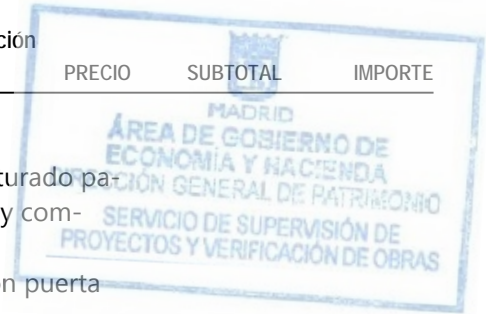 ción
PRECIO SUBTOTAL IMPORTE
MADRID
ÁREA DE GOBIERNO DE
ECONOMÍA Y HACIENDA
DIRECCIÓN GENERAL DE PATRIMONIO
SERVICIO DE SUPERVISIÓN DE
PROYECTOS Y VERIFICACIÓN DE OBRAS
turado pa-
y com-
n puerta